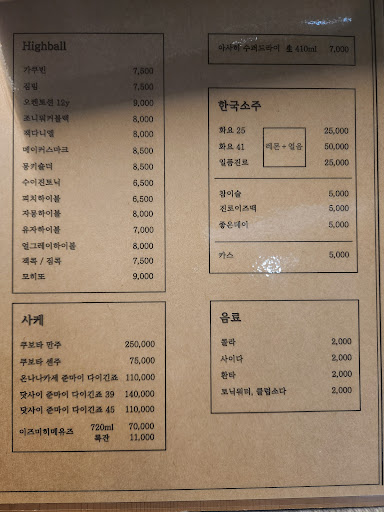 Highball
가쿠빈 7,500
짐빔 7,500
오켄토션 12y 9,000
조니워커블랙 8,000
잭다니엘 8,000
메이커스마크 8,500
몽키숄더 8,500
수이진토닉 6,500
피치하이볼 6,500
자몽하이볼 8,000
유자하이볼 7,000
얼그레이하이볼 8,000
잭콕 / 짐콕 7,500
모히또 9,000
사케
쿠보타 만주 250,000
쿠보타 센쥬 75,000
온나나카세 쥰마이 다이긴죠 110,000
닷사이 쥰마이 다이긴죠 39 140,000
닷사이 쥰마이 다이긴죠 45 110,000
이즈미히메유즈 720ml 70,000
톡잔 11,000
아사히 수퍼드라이  410ml 7,000
한국소주
화요 25 25,000
화요 41 50,000
일품진로 25,000
레몬 + 얼음
참이슬 5,000
진로이즈백 5,000
좋은데이 5,000
카스 5,000
음료
콜라 2,000
사이다 2,000
환타 2,000
토닉워터, 클럽소다 2,000